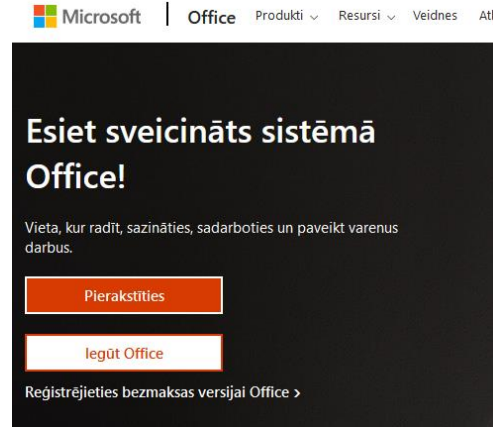 Microsoft | Office Produkti Resursi Veidnes
Esiet sveicināts sistēmā
Office!
Vieta, kur radīt, sazināties, sadarboties un paveikt varenus
darbus.
Pierakstīties
Iegūt Office
Reģistrējieties bezmaksas versijai Office >